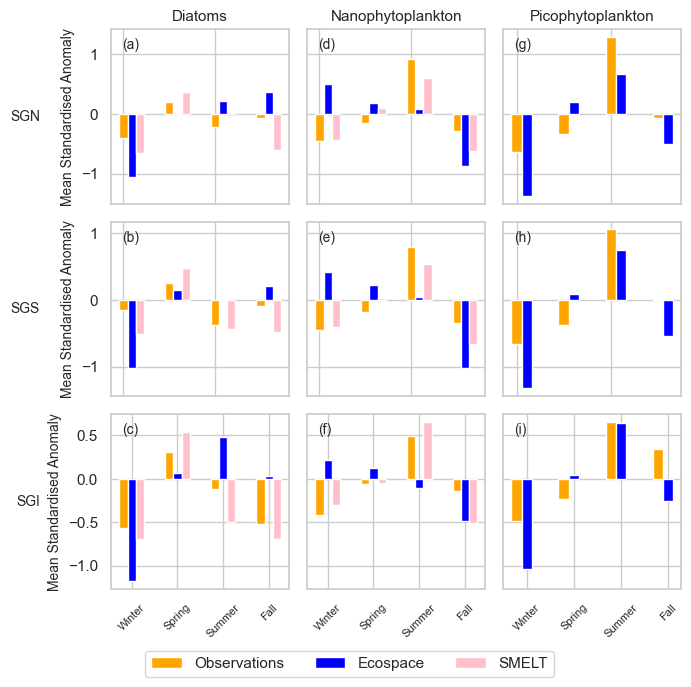 Diatoms Nanophytoplankton Picophytoplankton
SGN
Mean Standardised Anomaly
1
0
−1
(a) (d) (g)
SGS
Mean Standardised Anomaly
1
0
−1
(b) (e) (h)
SGI
Mean Standardised Anomaly
0.5
0.0
−0.5
−1.0
(c) (f) (i)
Winter Spring Summer Fall Winter Spring Summer Fall Winter Spring Summer Fall
Observations Ecospace SMELT